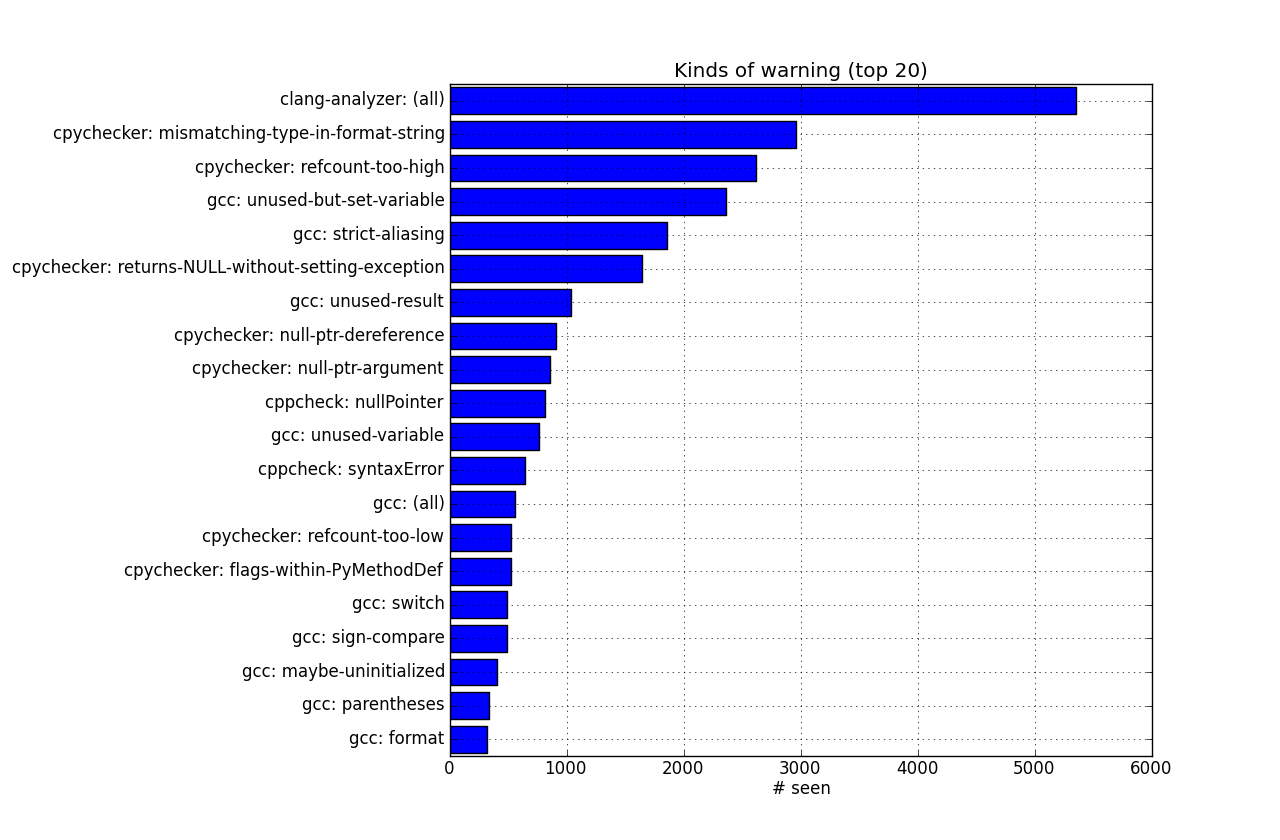 Kinds of warning (top 20)
clang-analyzer: (all)
cpychecker: mismatching-type-in-format-string
cpychecker: refcount-too-high
gcc: unused-but-set-variable
gcc: strict-aliasing
cpychecker: returns-NULL-without-setting-exception
gcc: unused-result
cpychecker: null-ptr-dereference
cpychecker: null-ptr-argument
cppcheck: nullPointer
gcc: unused-variable
cppcheck: syntaxError
gcc: (all)
cpychecker: refcount-too-low
cpychecker: flags-within-PyMethodDef
gcc: switch
gcc: sign-compare
gcc: maybe-uninitialized
gcc: parentheses
gcc: format
0 1000 2000 3000 4000 5000 6000
# seen